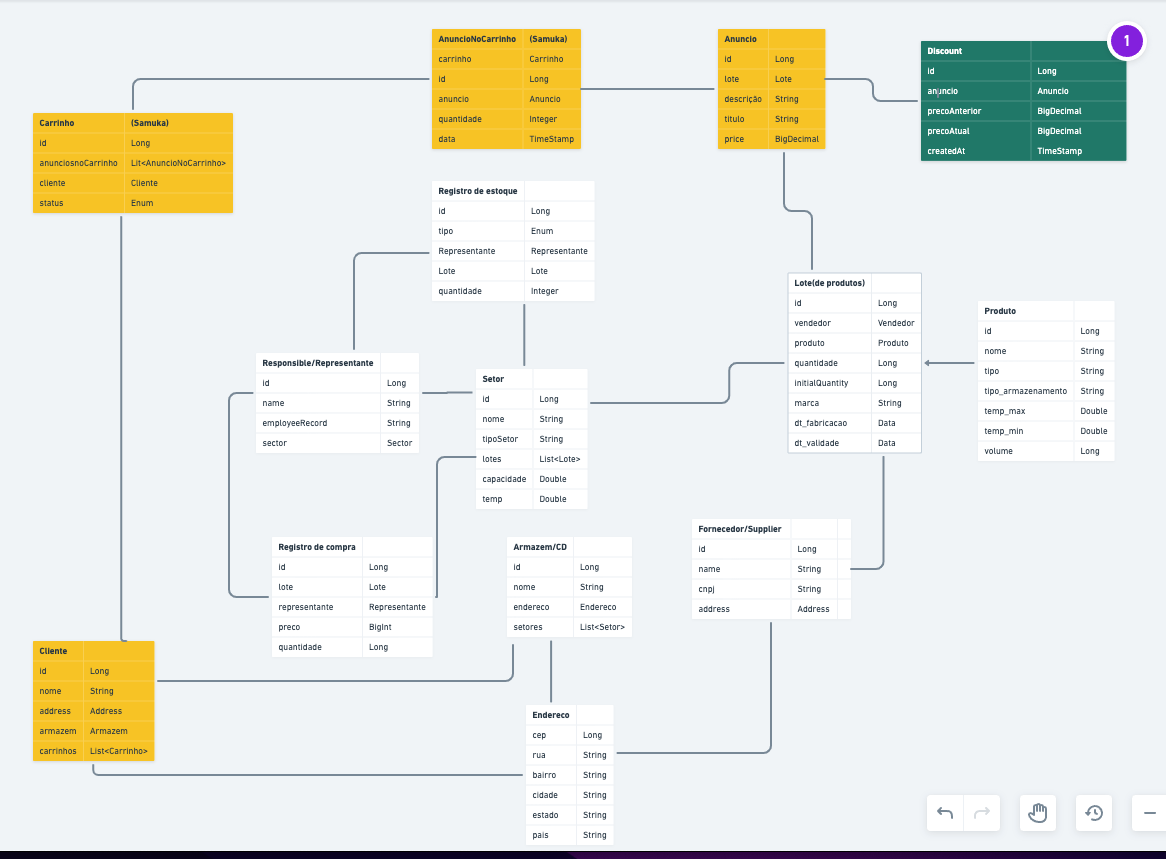 AnuncioNoCarrinho (Samuka)
carrinho Carrinho
id Long
anuncio Anuncio
quantidade Integer
data TimeStamp
Anuncio
id Long
lote Lote
descrição String
titulo String
price BigDecimal
1
Discount
id Long
anuncio Anuncio
precoAnterior BigDecimal
precoAtual BigDecimal
createdAt TimeStamp
Carrinho (Samuka)
id Long
anunciosnoCarrinho Lit<AnuncioNoCarrinho>
cliente Cliente
status Enum
Registro de estoque
id Long
tipo Enum
Representante Representante
Lote Lote
quantidade Integer
Lote(de produtos)
id Long
vendedor Vendedor
produto Produto
quantidade Long
initialQuantity Long
marca String
dt_fabricacao Data
dt_validade Data
Produto
id Long
nome String
tipo String
tipo_armazenamento String
temp_max Double
temp_min Double
volume Long
Responsible/Representante
id Long
name String
employeeRecord String
sector Sector
Setor
id Long
nome String
tipoSetor String
lotes List<Lote>
capacidade Double
temp Double
Registro de compra
id Long
lote Lote
representante Representante
preco BigInt
quantidade Long
Armazem/CD
id Long
nome String
endereco Endereco
setores List<Setor>
Fornecedor/Supplier
id Long
name String
cnpj String
address Address
Cliente
id Long
nome String
address Address
armazem Armazem
carrinhos List<Carrinho>
Endereco
cep Long
rua String
bairro String
cidade String
estado String
pais String